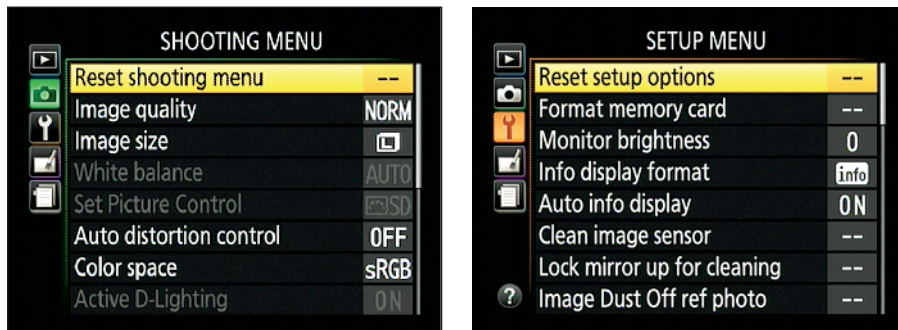 SHOOTING MENU
Reset shooting menu --
Image quality NORM
Image size L
White balance AUTO
Set Picture Control SD
Auto distortion control OFF
Color space sRGB
Active D-Lighting ON
SETUP MENU
Reset setup options --
Format memory card --
Monitor brightness 0
Info display format info
Auto info display ON
Clean image sensor --
Lock mirror up for cleaning --
? Image Dust Off ref photo --